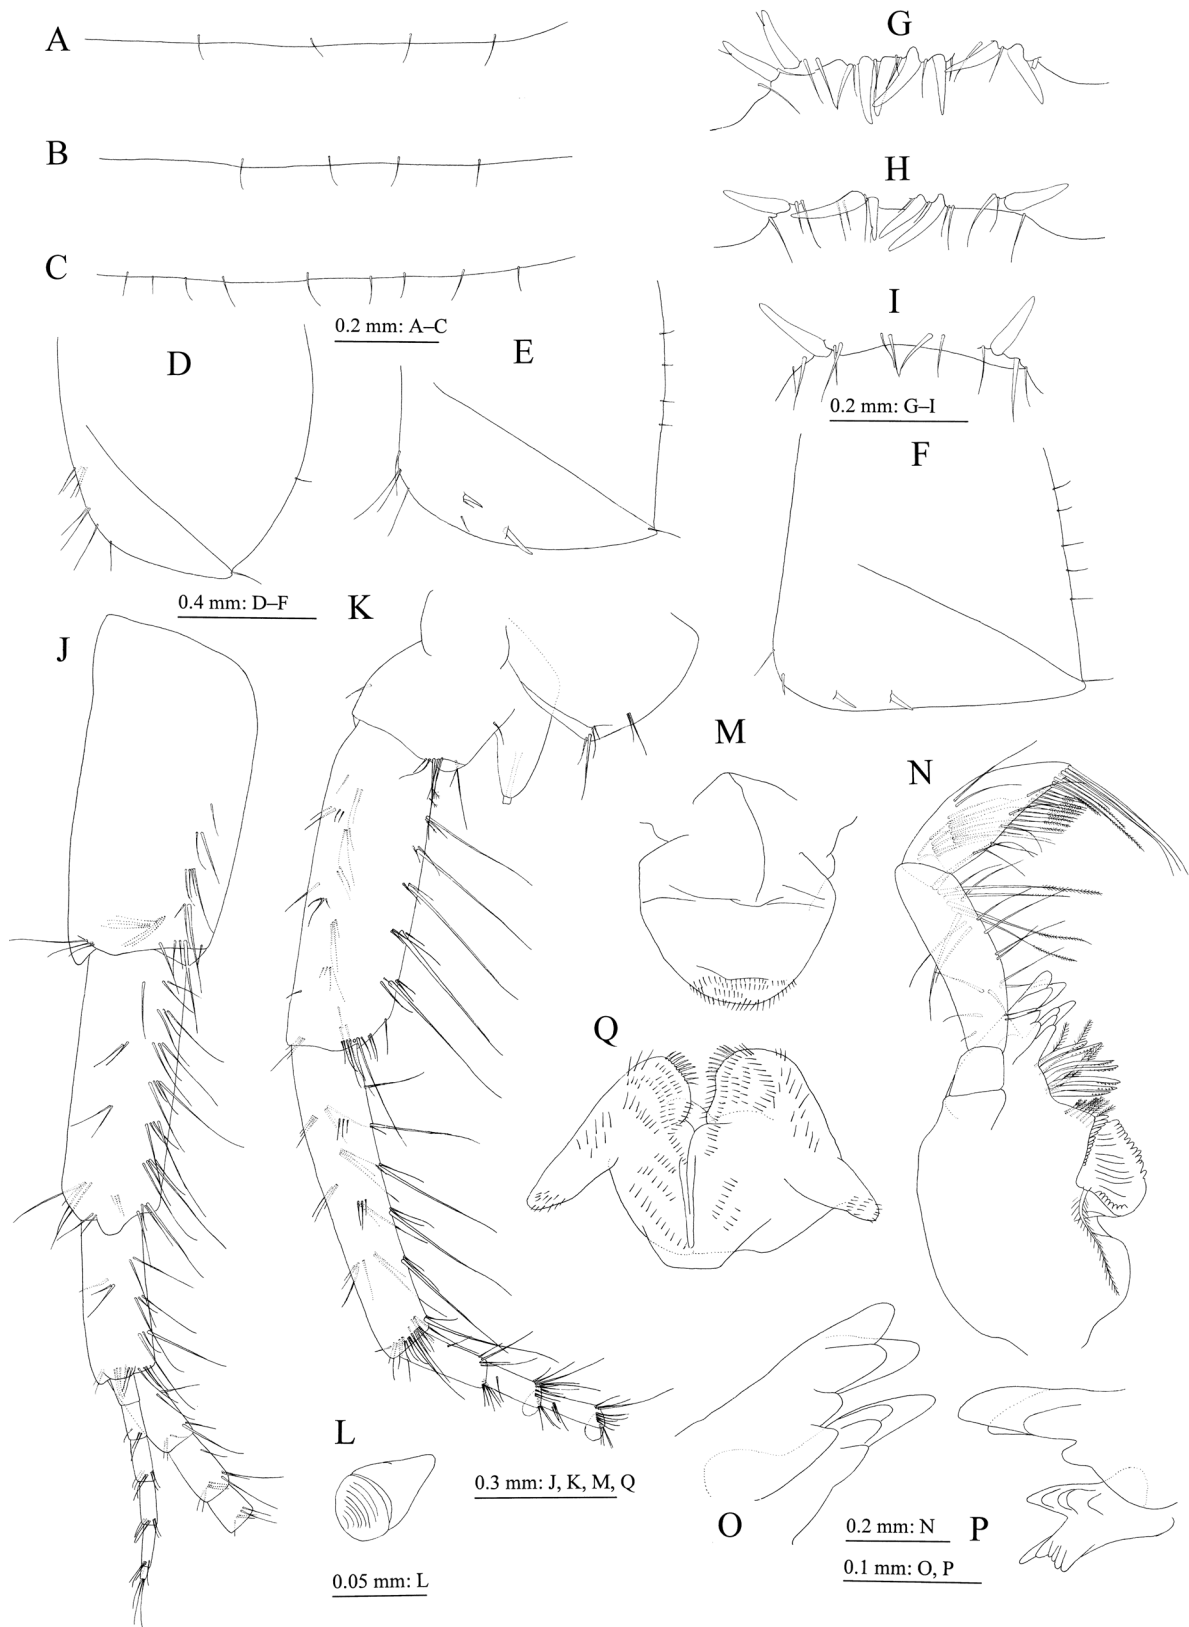 A
G
B
H
C
I
0.2 mm: A–C
D
E
0.2 mm: G–I
F
0.4 mm: D–F
K
J
M
N
Q
L
0.3 mm: J, K, M, Q
O
0.2 mm: N
P
0.05 mm: L
0.1 mm: O, P